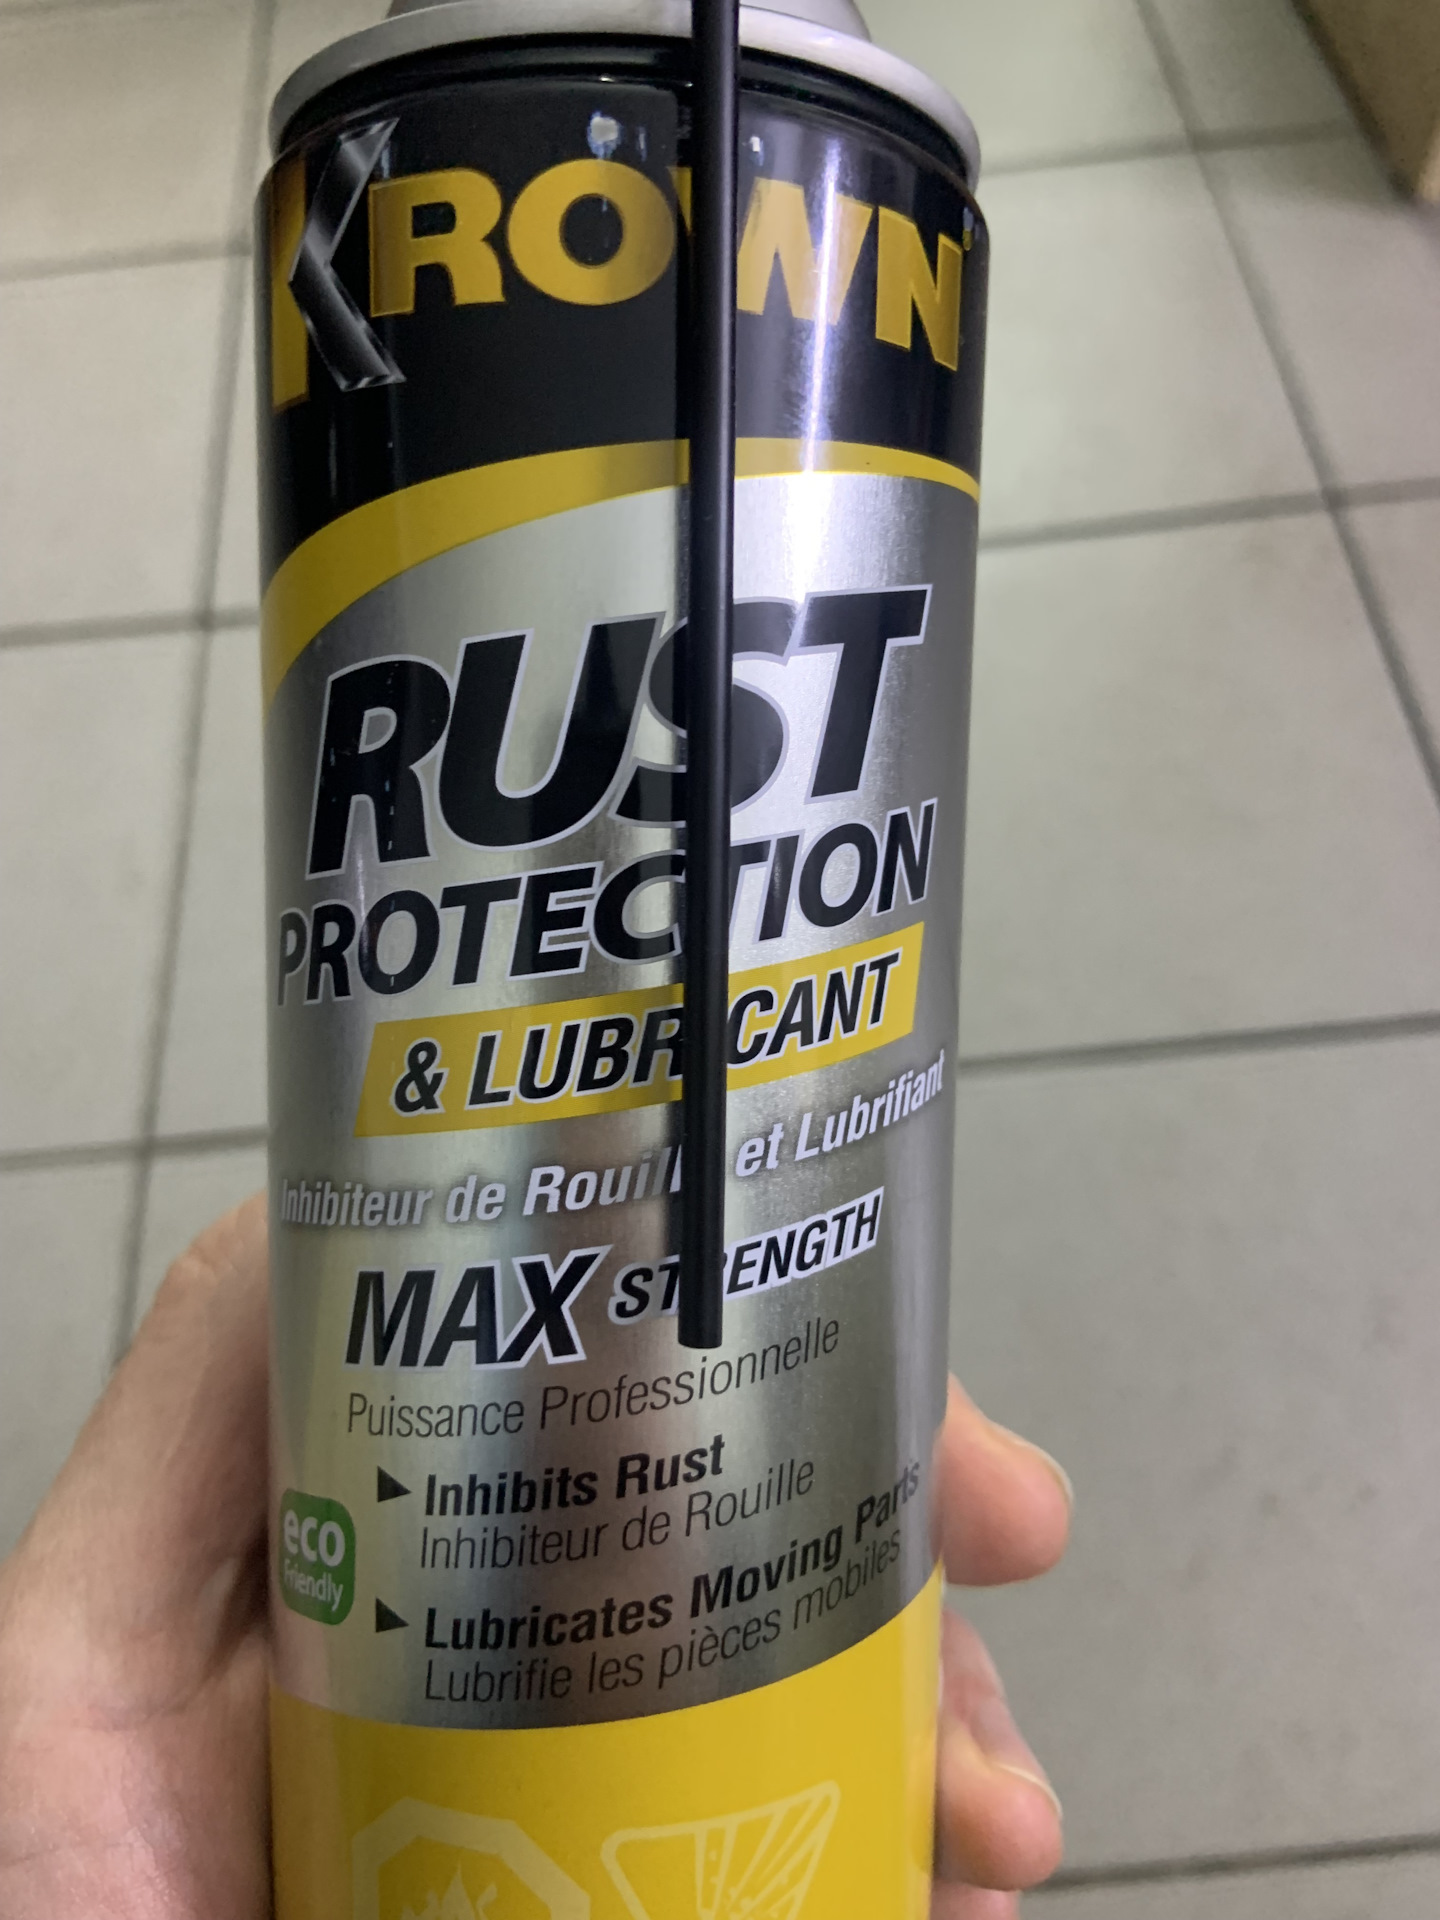 KROWN
RUST
PROTECTION
& LUBRICANT
Inhibiteur de Rouille et Lubrifiant
MAX STRENGTH
Puissance Professionnelle
Inhibits Rust
Inhibiteur de Rouille
eco
Friendly
Lubricates Moving Parts
Lubrifie les pièces mobiles